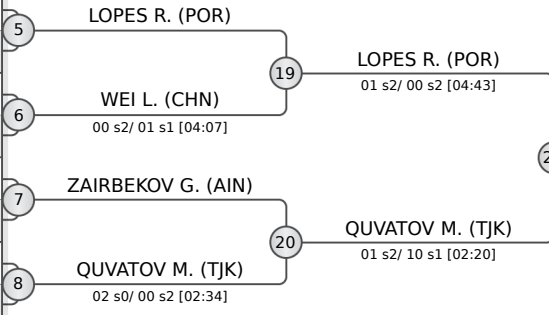 5
LOPES R. (POR)
19
LOPES R. (POR)
01 s2/ 00 s2 [04:43]
6
WEI L. (CHN)
00 s2/ 01 s1 [04:07]
7
ZAIRBEKOV G. (AIN)
20
QUVATOV M. (TJK)
01 s2/ 10 s1 [02:20]
8
QUVATOV M. (TJK)
02 s0/ 00 s2 [02:34]